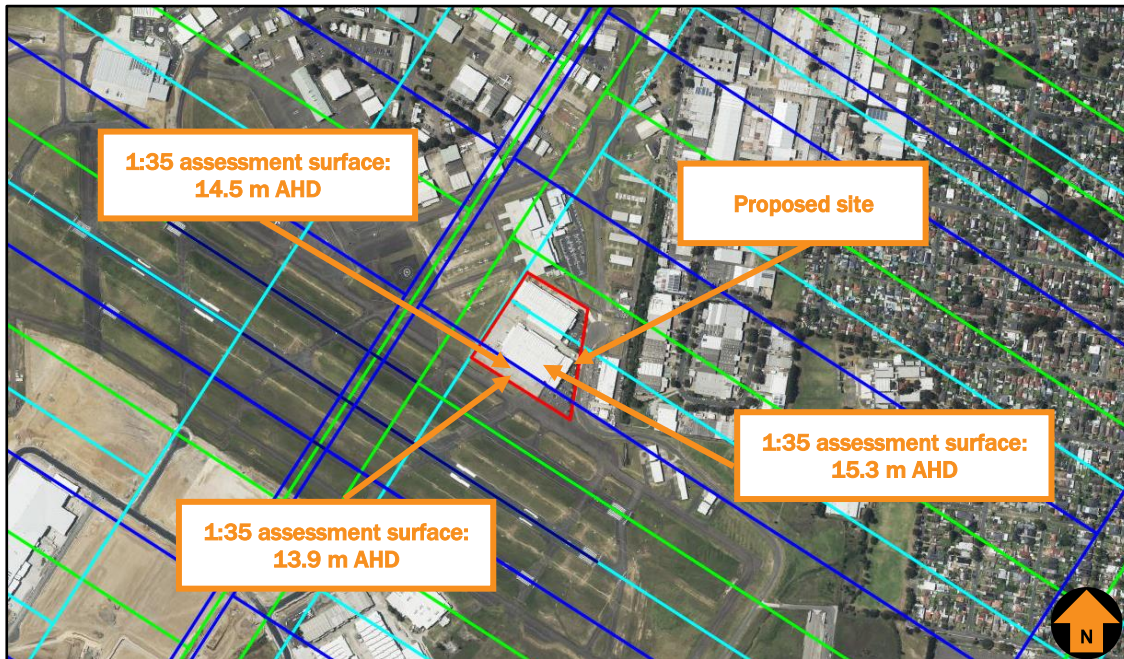 1:35 assessment surface:
14.5 m AHD
Proposed site
1:35 assessment surface:
15.3 m AHD
1:35 assessment surface:
13.9 m AHD
N